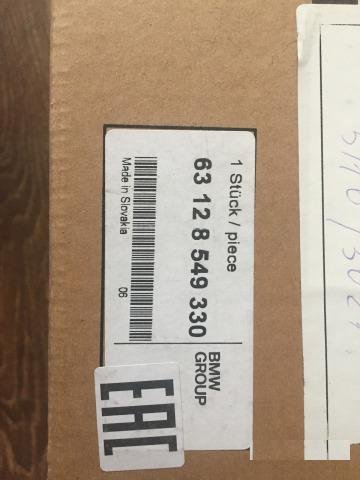 1 Stück / piece
63 12 8 549 330
BMW
GROUP
Made in Slovakia
06
EAC